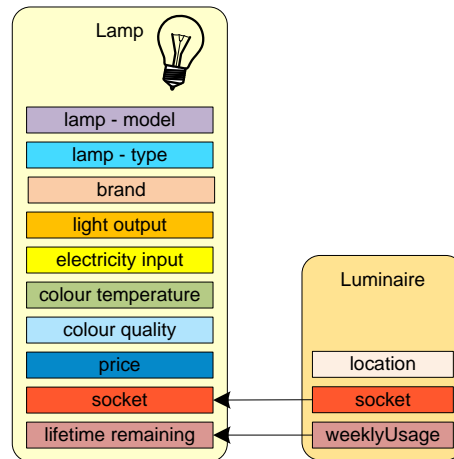 Lamp
lamp - model
lamp - type
brand
light output
electricity input
colour temperature
colour quality
price
socket
lifetime remaining
Luminaire
location
socket
weeklyUsage